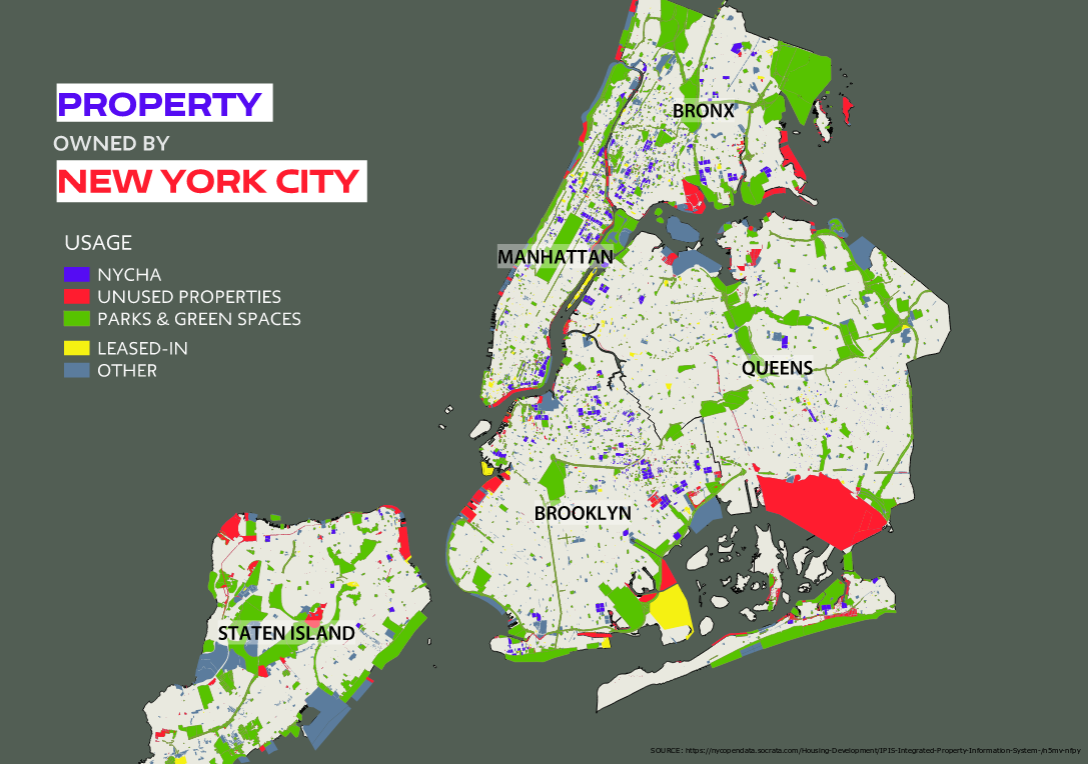 PROPERTY
OWNED BY
NEW YORK CITY
USAGE
NYCHA
UNUSED PROPERTIES
PARKS & GREEN SPACES
LEASED-IN
OTHER
BRONX
MANHATTAN
QUEENS
BROOKLYN
STATEN ISLAND
SOURCE: https://nycopendata.socrata.com/Housing-Development/IPIS-Integrated-Property-Information-System-/n5mv-nfpy